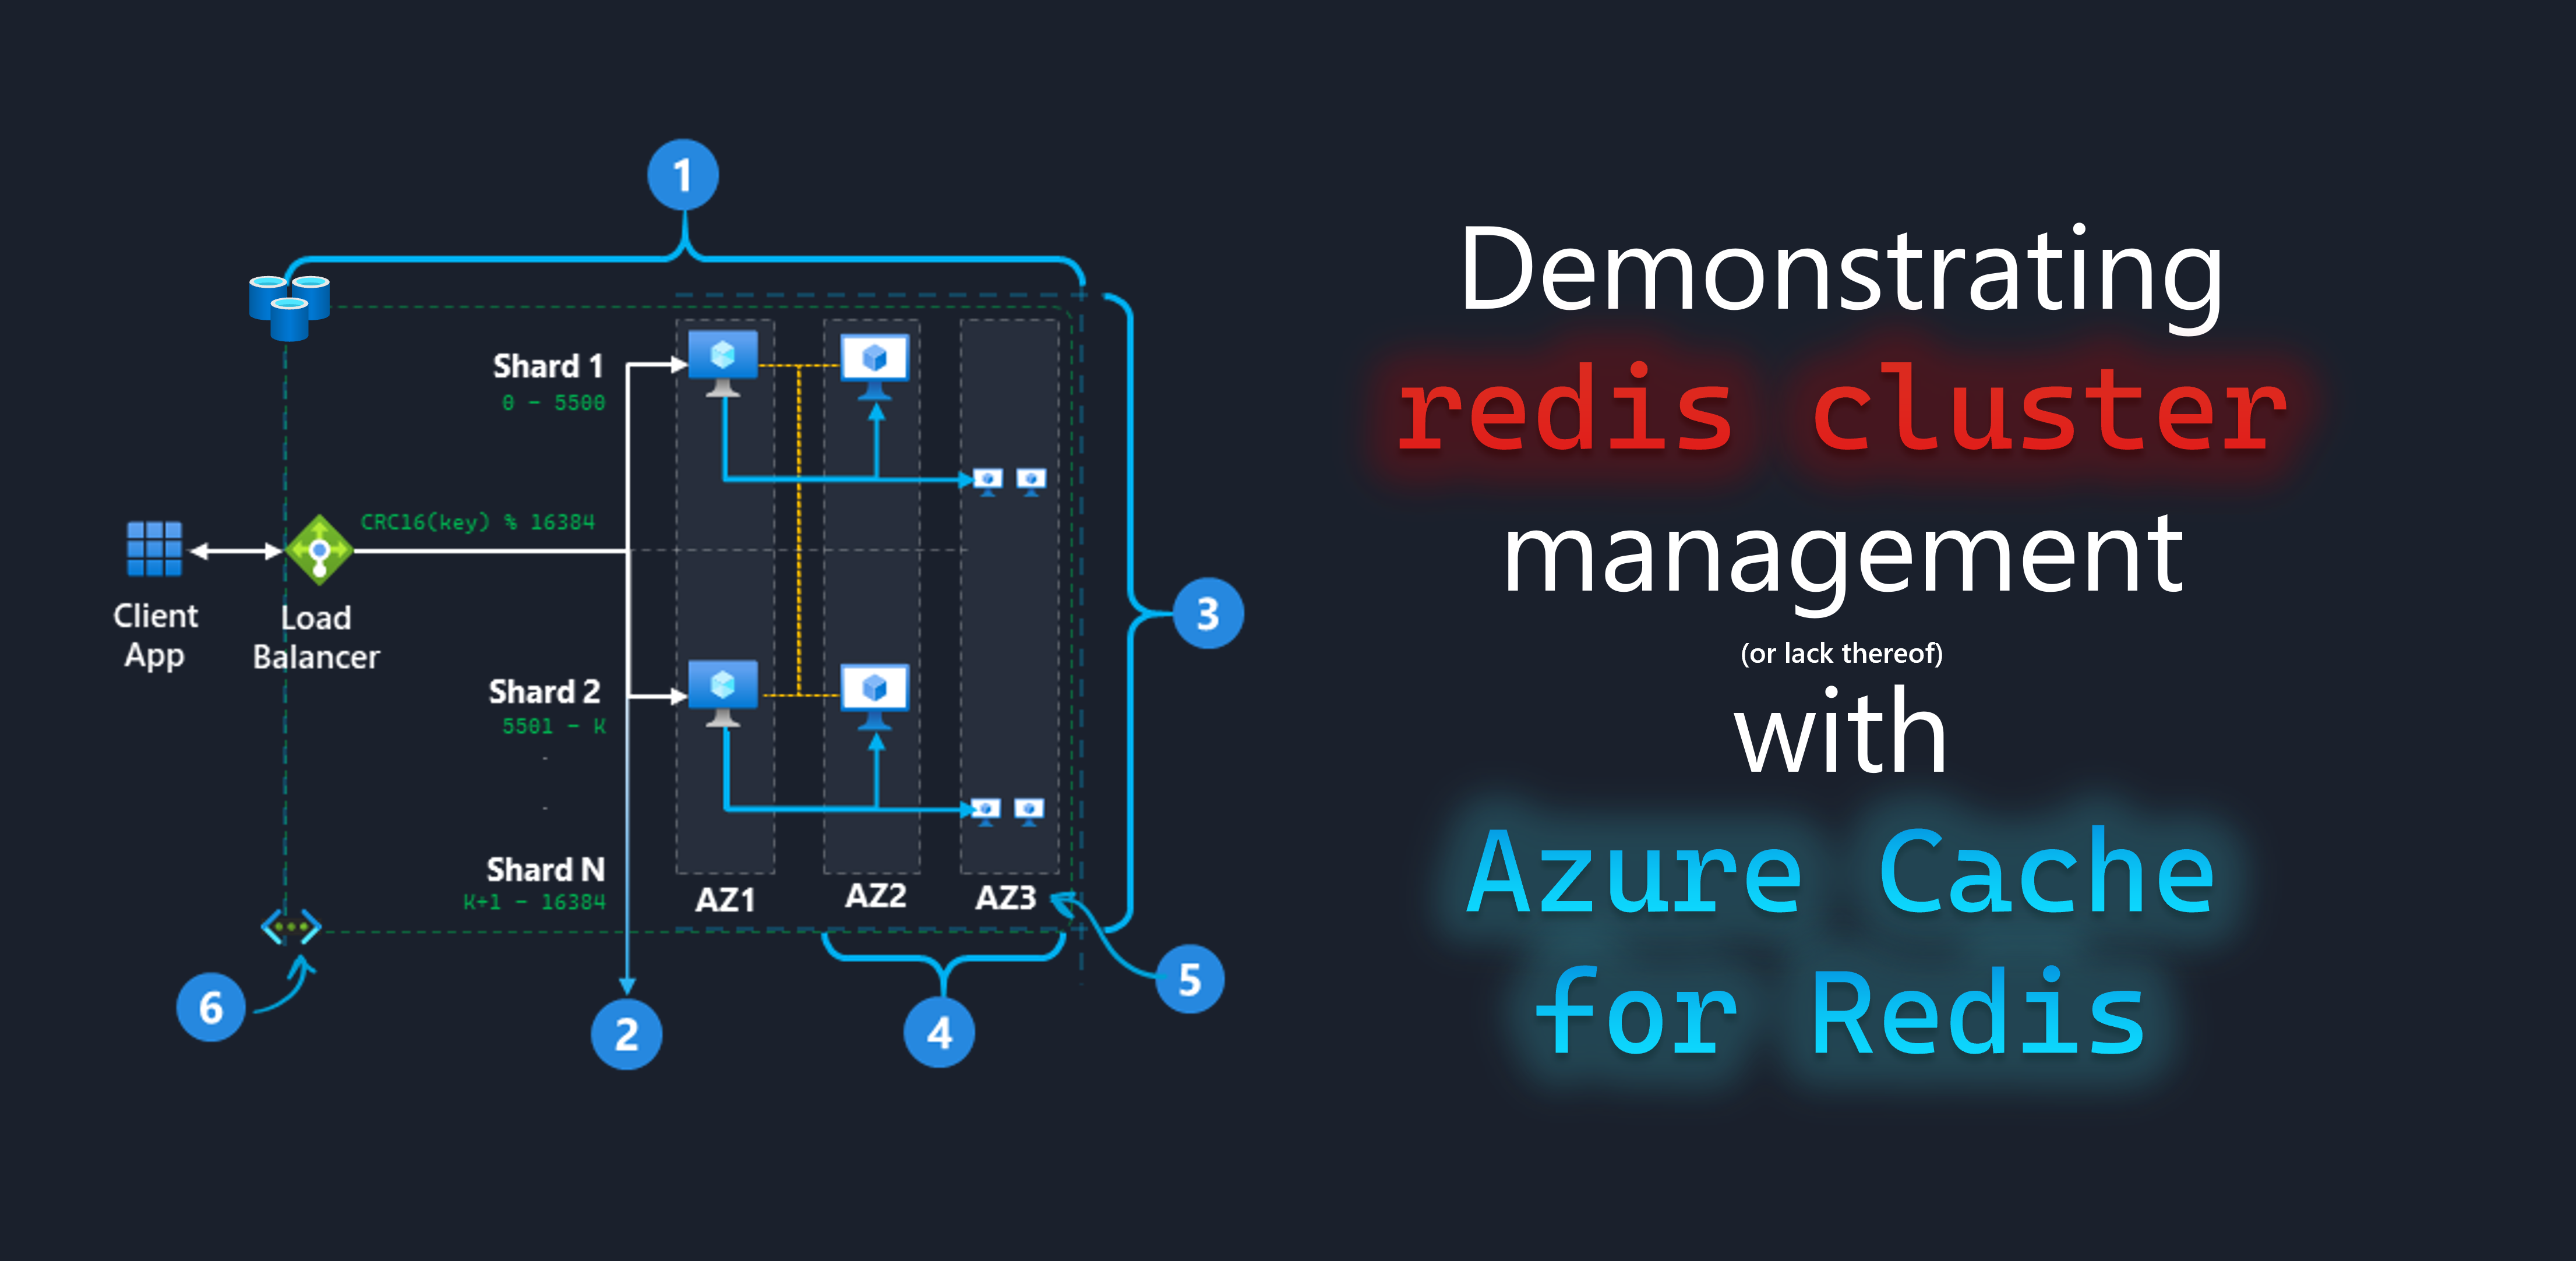 1
Shard 1
0 - 5500
CRC16(key) % 16384
Client
App
Load
Balancer
Shard 2
5501 - K
.
.
Shard N
K+1 - 16384
AZ1
AZ2
AZ3
3
6
2
4
5
Demonstrating
redis cluster
management
(or lack thereof)
with
Azure Cache
for Redis